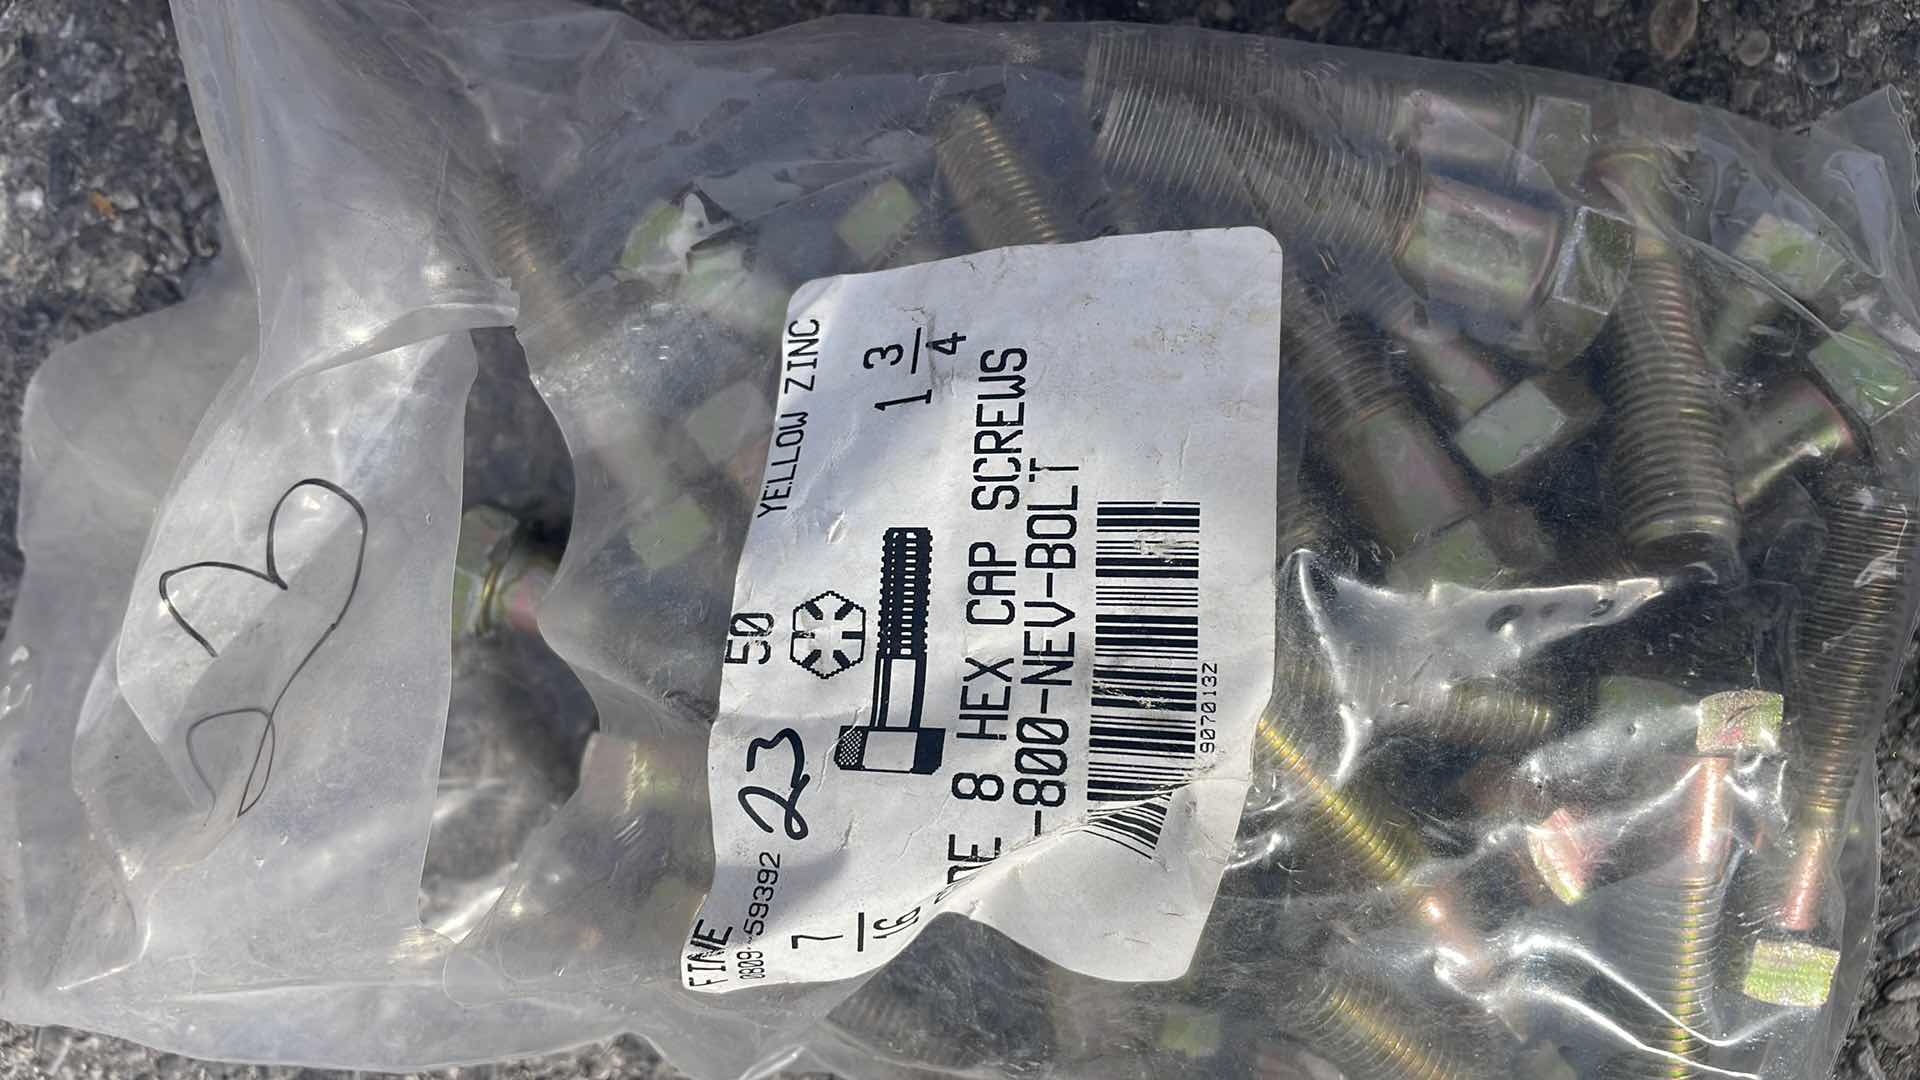 23
FINE 50 YELLOW ZINC
0809-59392 23
7/16 1 3/4
8 HEX CAP SCREWS
-800-NEV-BOLT
9070132